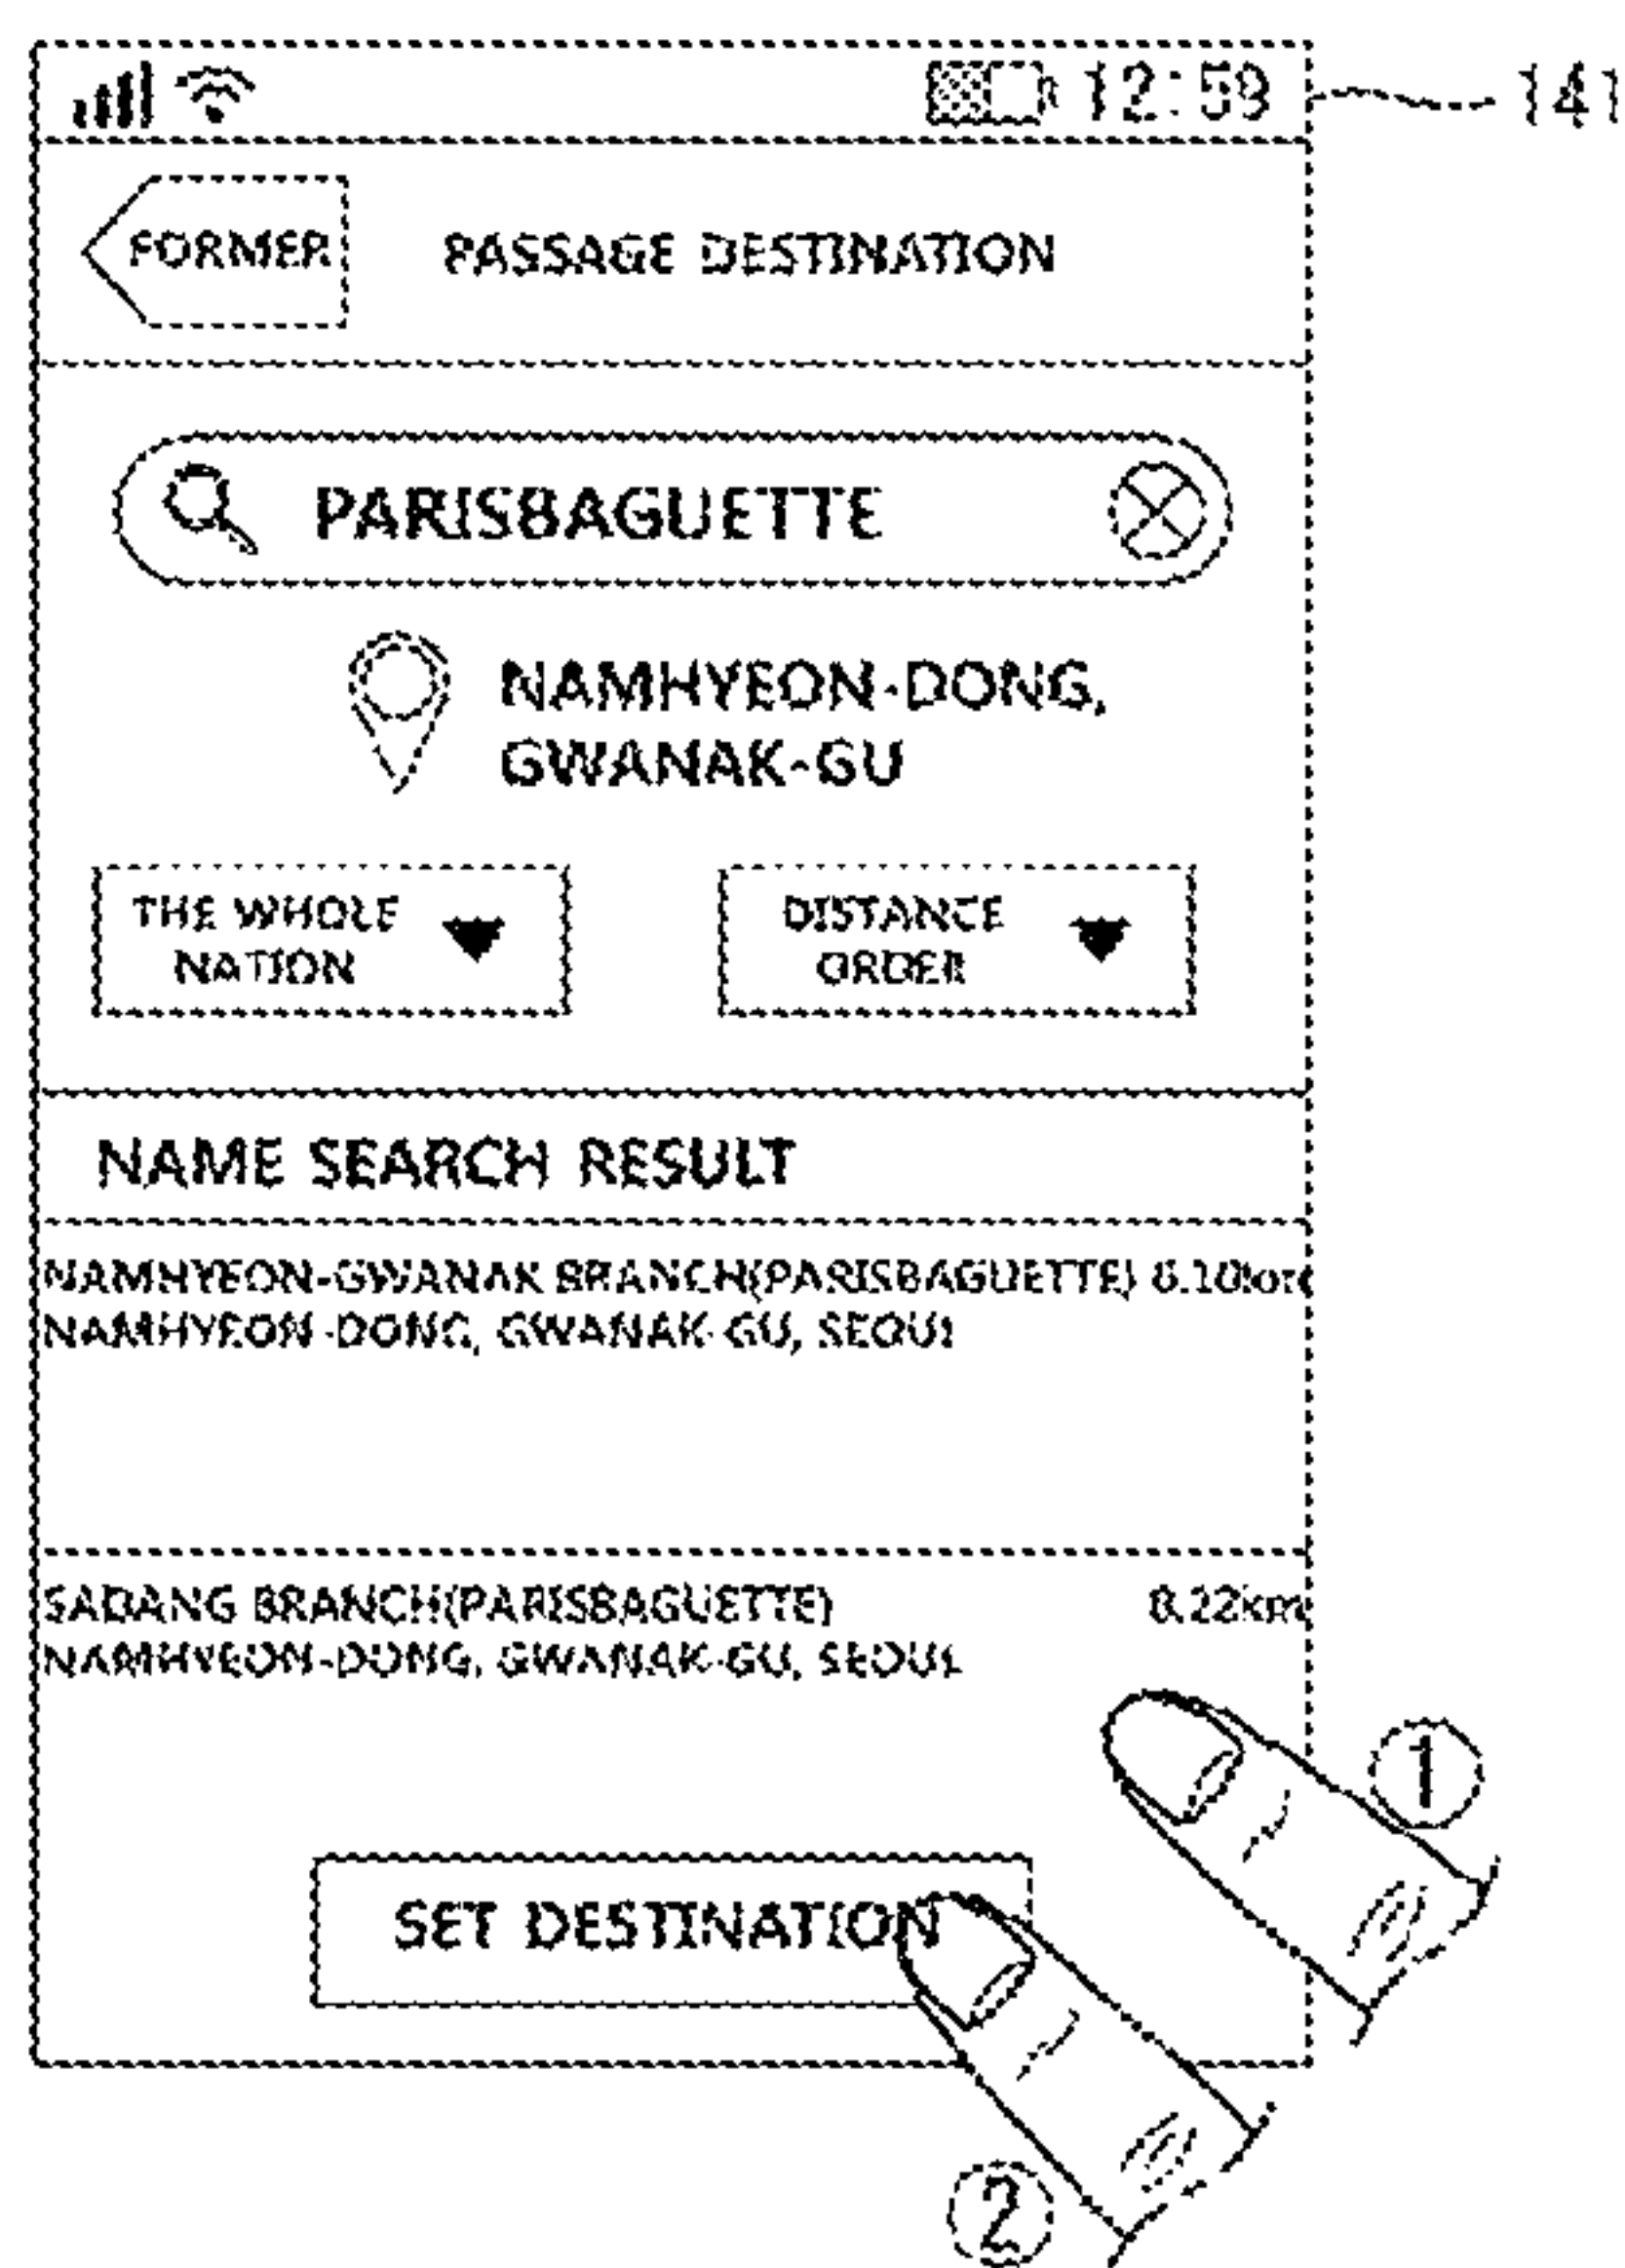 12:59
141
FORMER
PASSAGE DESTINATION
PARISBAGUETTE
NAMHYEON-DONG,
GWANAK-GU
THE WHOLE
NATION
DISTANCE
ORDER
NAME SEARCH RESULT
NAMHYEON-GWANAK BRANCH(PARISBAGUETTE)
NAMHYEON-DONG, GWANAK-GU, SEOUL
SADANG BRANCH(PARISBAGUETTE)
NAMHYEON-DONG, GWANAK-GU, SEOUL
①
SET DESTINATION
②